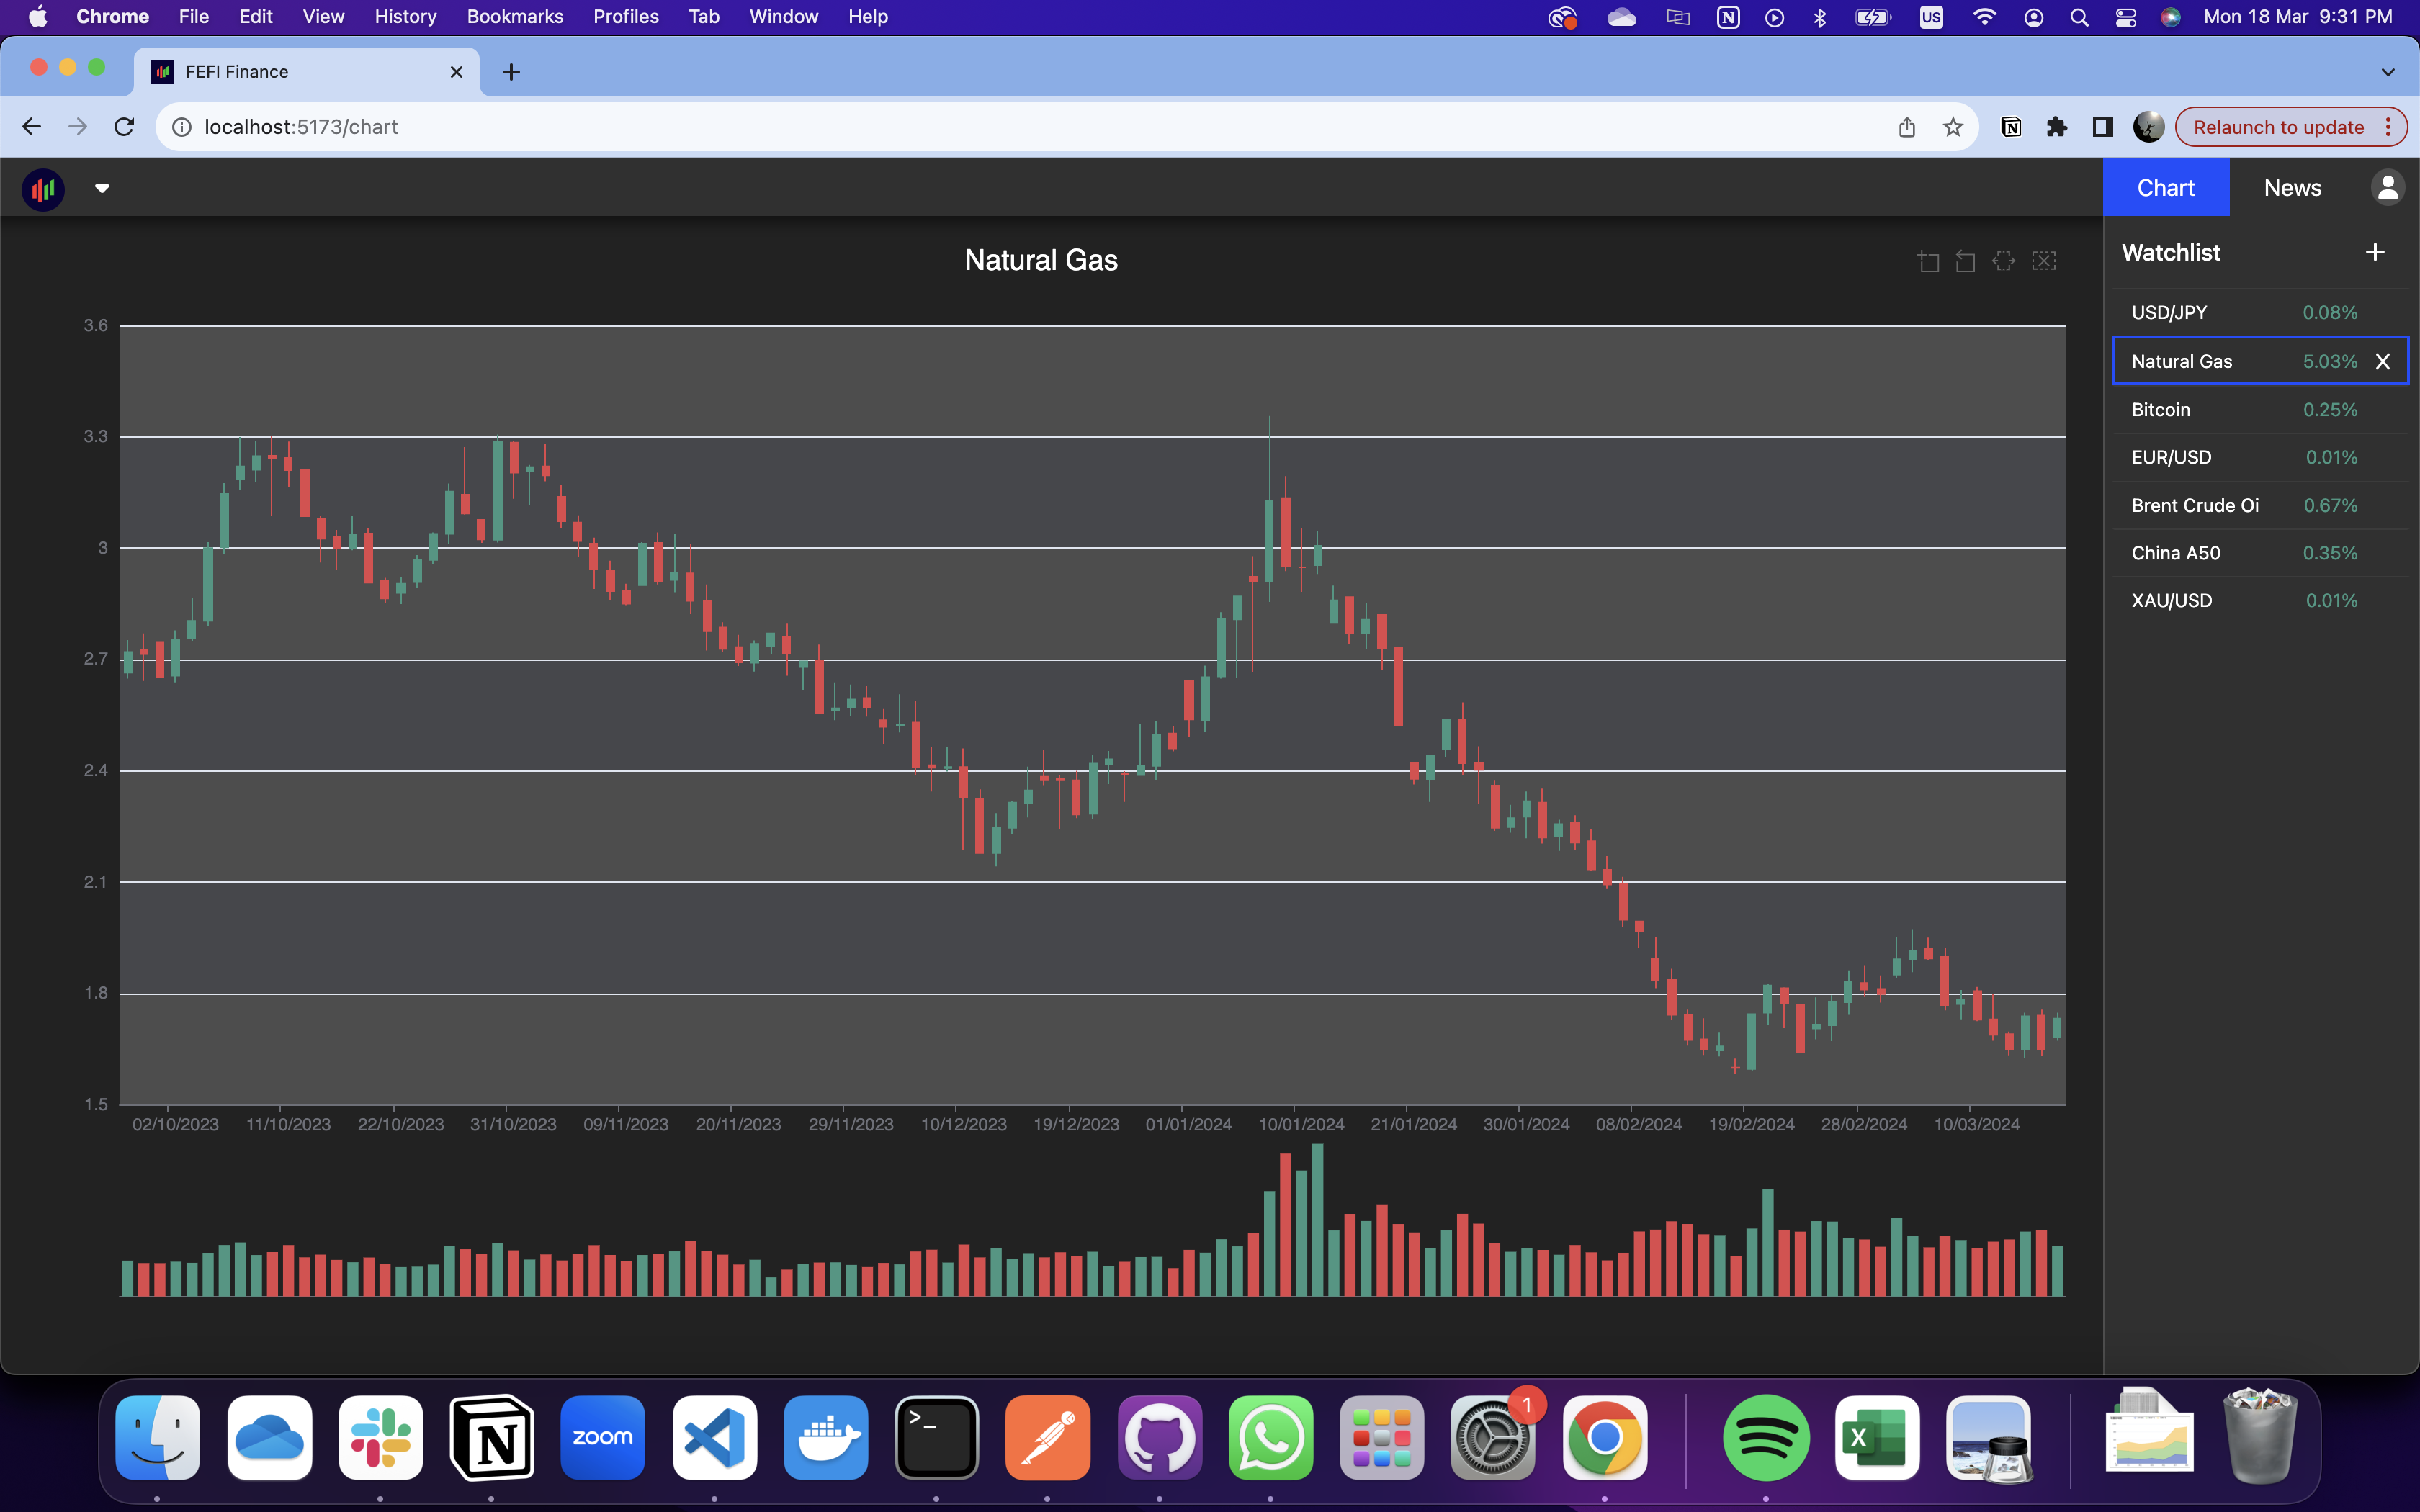 Chrome File Edit View History Bookmarks Profiles Tab Window Help US Mon 18 Mar 9:31 PM
FEFI Finance
localhost:5173/chart Relaunch to update
Chart News
Natural Gas
Watchlist
USD/JPY 0.08%
Natural Gas 5.03%
Bitcoin 0.25%
EUR/USD 0.01%
Brent Crude Oi 0.67%
China A50 0.35%
XAU/USD 0.01%
3.6
3.3
3
2.7
2.4
2.1
1.8
1.5
02/10/2023 11/10/2023 22/10/2023 31/10/2023 09/11/2023 20/11/2023 29/11/2023 10/12/2023 19/12/2023 01/01/2024 10/01/2024 21/01/2024 30/01/2024 08/02/2024 19/02/2024 28/02/2024 10/03/2024
zoom
1